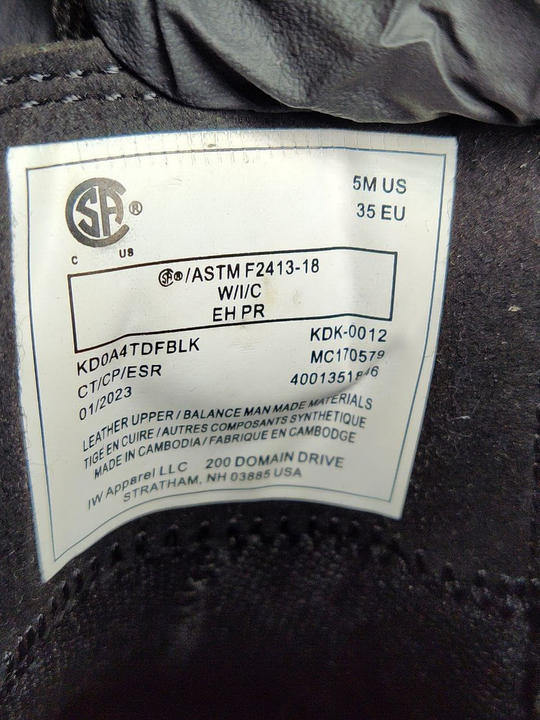 CSA ®
C US
5M US
35 EU
CSA ®/ASTM F2413-18
W/I/C
EH PR
KD0A4TDFBLK
CT/CP/ESR
01/2023
KDK-0012
MC170579
LEATHER UPPER / BALANCE MAN MADE MATERIALS
TIGE EN CUIRE / AUTRES COMPOSANTS SYNTHETIQUE
MADE IN CAMBODIA / FABRIQUE EN CAMBODGE
IW Apparel LLC 200 DOMAIN DRIVE
STRATHAM, NH 03885 USA